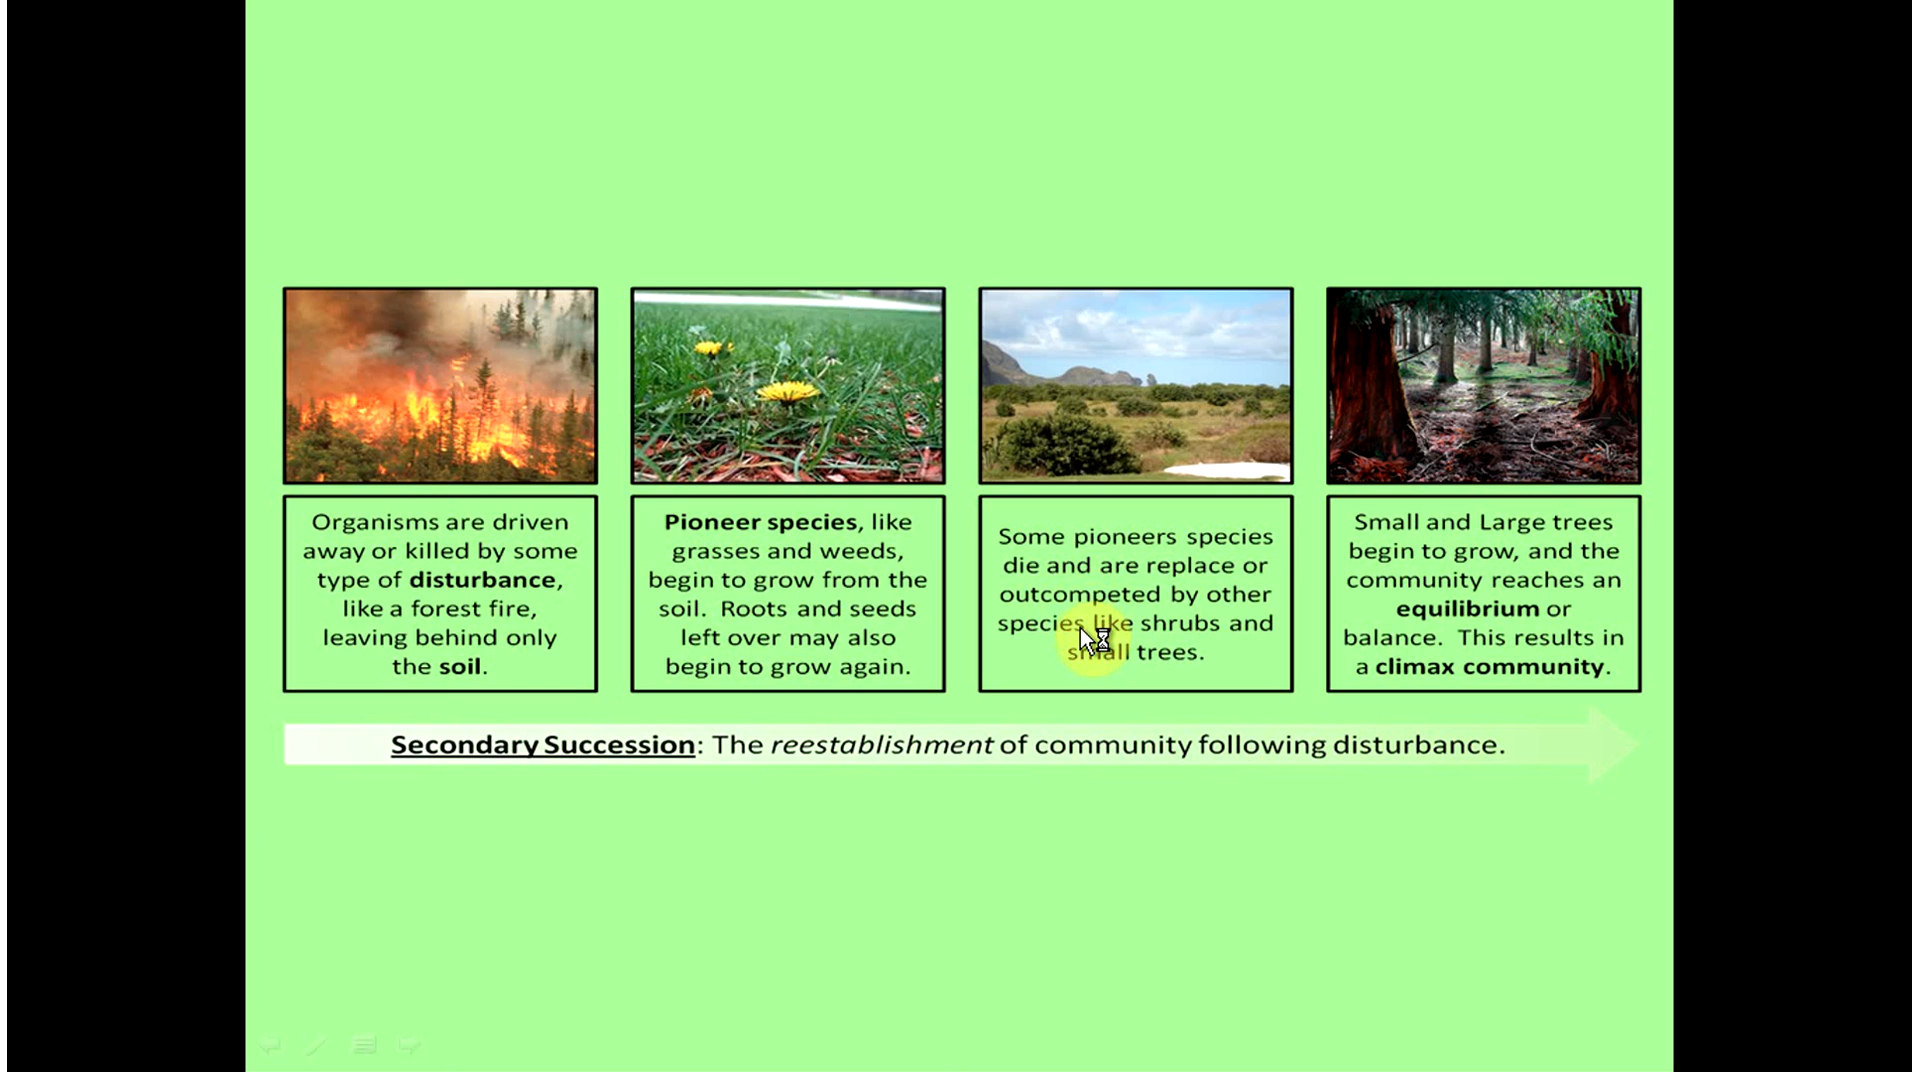 Organisms are driven
away or killed by some
type of disturbance,
like a forest fire,
leaving behind only
the soil.
Pioneer species, like
grasses and weeds,
begin to grow from the
soil. Roots and seeds
left over may also
begin to grow again.
Some pioneers species
die and are replace or
outcompeted by other
species like shrubs and
small trees.
Small and Large trees
begin to grow, and the
community reaches an
equilibrium or
balance. This results in
a climax community.
Secondary Succession: The reestablishment of community following disturbance.